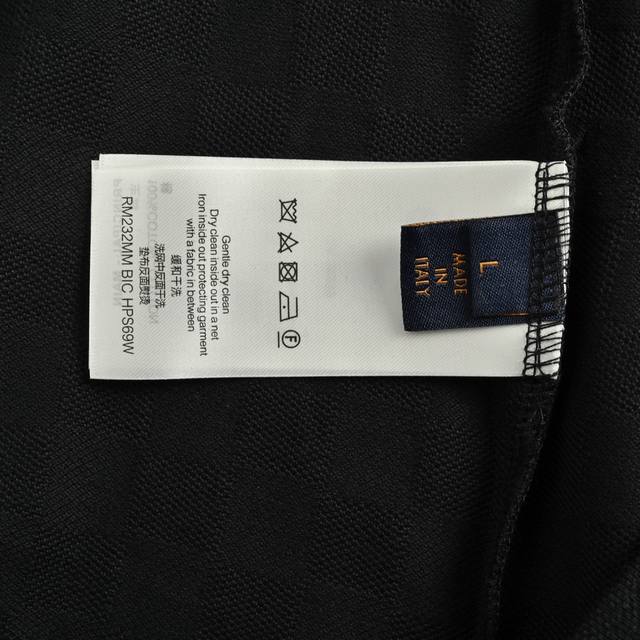 Gentle dry clean
Dry clean inside out in a net
Iron inside out protecting garment
with a fabric in between
缓和干洗
洗网中反面干洗
垫布反面熨烫
RM232MM BIC HPS69W
L
MADE
IN
ITALY